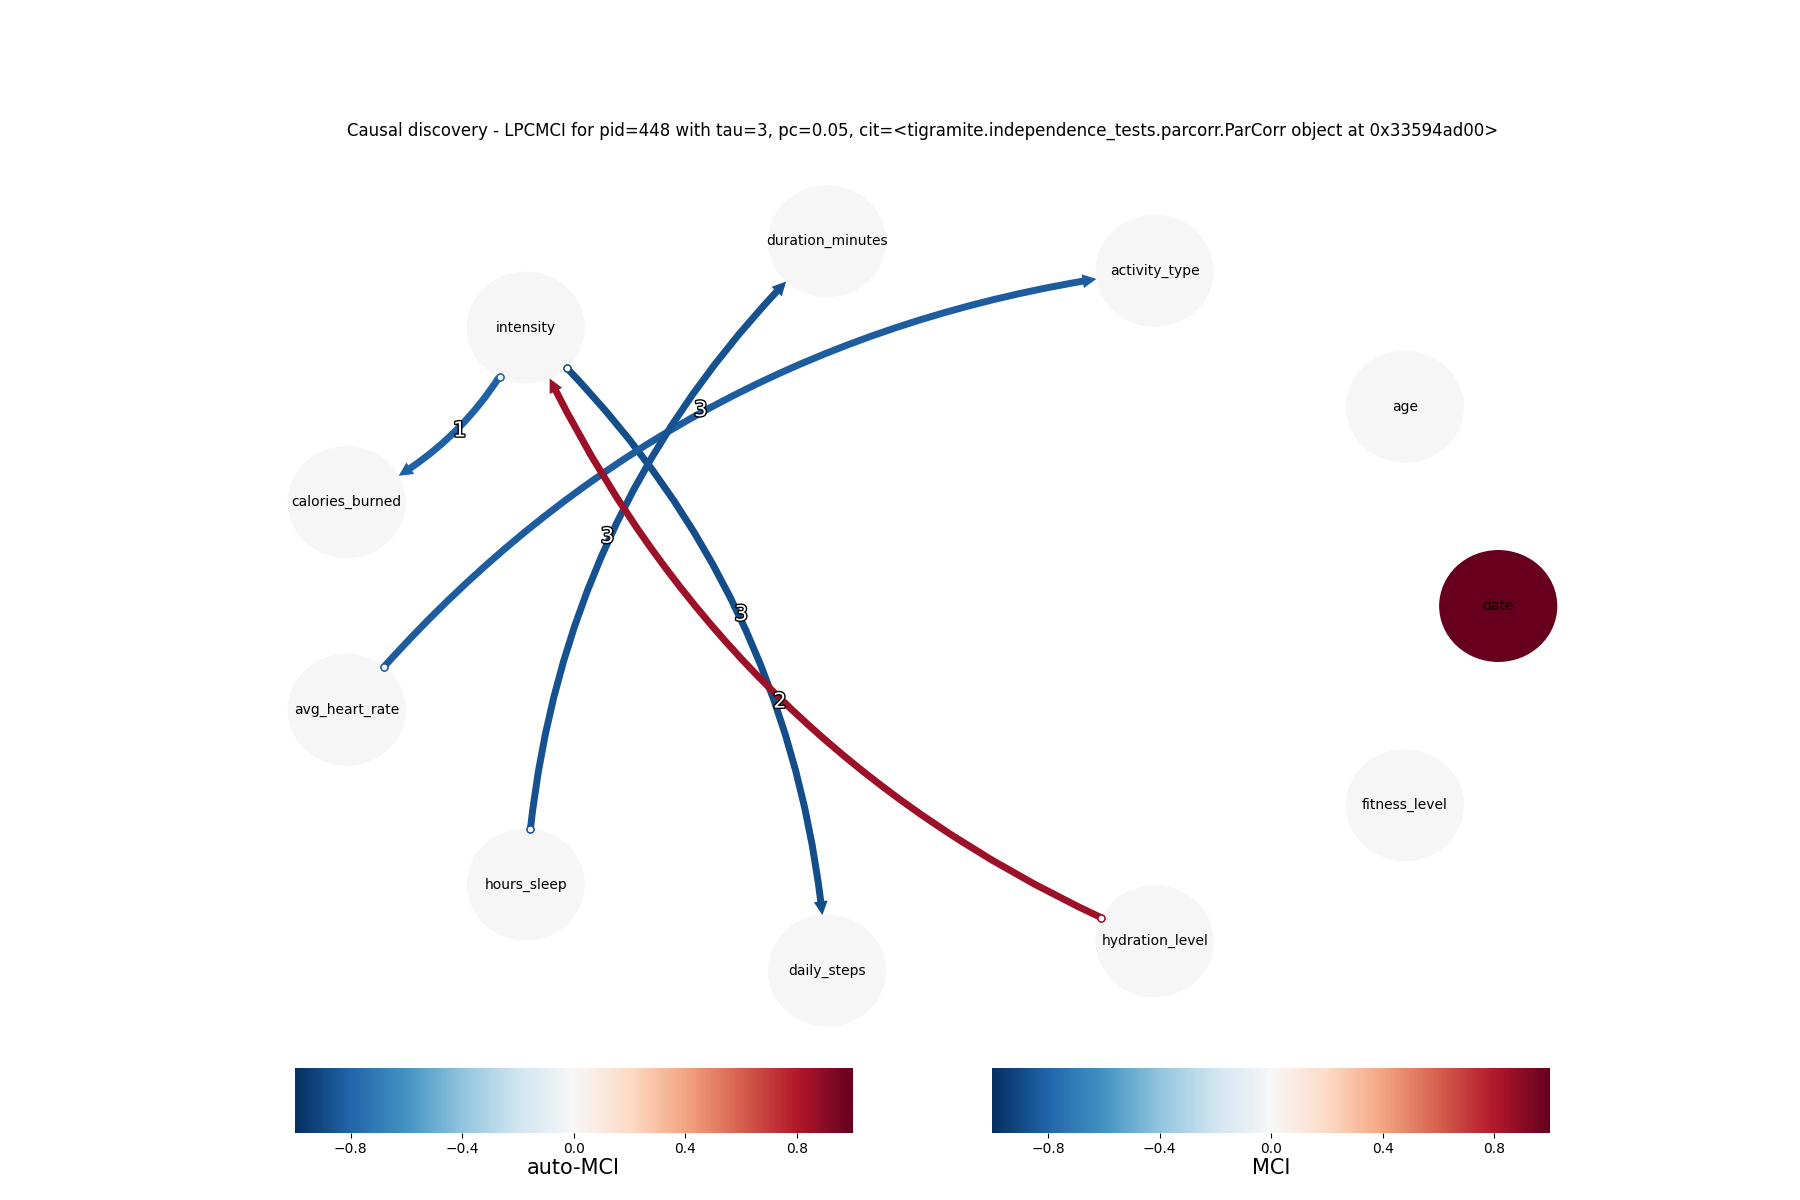 Causal discovery - LPCMCI for pid=448 with tau=3, pc=0.05, cit=<tigramite.independence_tests.parcorr.ParCorr object at 0x33594ad00>
duration_minutes
activity_type
intensity
age
3
1
calories_burned
3
date
3
2
avg_heart_rate
fitness_level
hours_sleep
hydration_level
daily_steps
−0.8 −0.4 0.0 0.4 0.8
auto-MCI
−0.8 −0.4 0.0 0.4 0.8
MCI